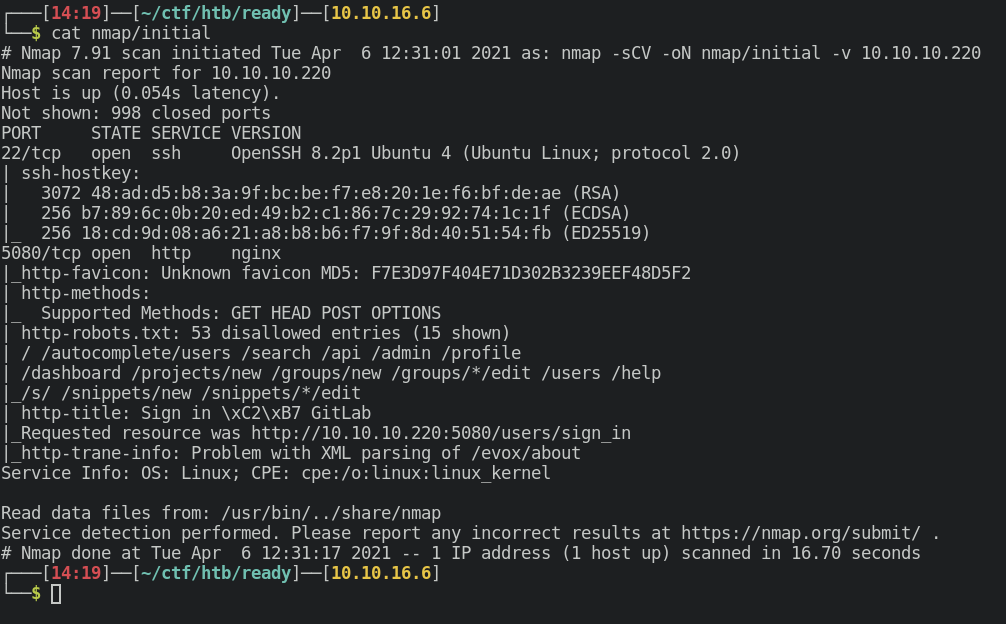 ┌───[14:19]──[~/ctf/htb/ready]──[10.10.16.6]
└──$ cat nmap/initial
# Nmap 7.91 scan initiated Tue Apr  6 12:31:01 2021 as: nmap -sCV -oN nmap/initial -v 10.10.10.220
Nmap scan report for 10.10.10.220
Host is up (0.054s latency).
Not shown: 998 closed ports
PORT     STATE SERVICE VERSION
22/tcp   open  ssh     OpenSSH 8.2p1 Ubuntu 4 (Ubuntu Linux; protocol 2.0)
| ssh-hostkey:
|   3072 48:ad:d5:b8:3a:9f:bc:be:f7:e8:20:1e:f6:bf:de:ae (RSA)
|   256 b7:89:6c:0b:20:ed:49:b2:c1:86:7c:29:92:74:1c:1f (ECDSA)
|_  256 18:cd:9d:08:a6:21:a8:b8:b6:f7:9f:8d:40:51:54:fb (ED25519)
5080/tcp open  http    nginx
|_http-favicon: Unknown favicon MD5: F7E3D97F404E71D302B3239EEF48D5F2
| http-methods:
|_  Supported Methods: GET HEAD POST OPTIONS
| http-robots.txt: 53 disallowed entries (15 shown)
| / /autocomplete/users /search /api /admin /profile
| /dashboard /projects/new /groups/new /groups/*/edit /users /help
|_/s/ /snippets/new /snippets/*/edit
| http-title: Sign in \xC2\xB7 GitLab
|_Requested resource was http://10.10.10.220:5080/users/sign_in
|_http-trane-info: Problem with XML parsing of /evox/about
Service Info: OS: Linux; CPE: cpe:/o:linux:linux_kernel

Read data files from: /usr/bin/../share/nmap
Service detection performed. Please report any incorrect results at https://nmap.org/submit/ .
# Nmap done at Tue Apr  6 12:31:17 2021 -- 1 IP address (1 host up) scanned in 16.70 seconds
┌───[14:19]──[~/ctf/htb/ready]──[10.10.16.6]
└──$